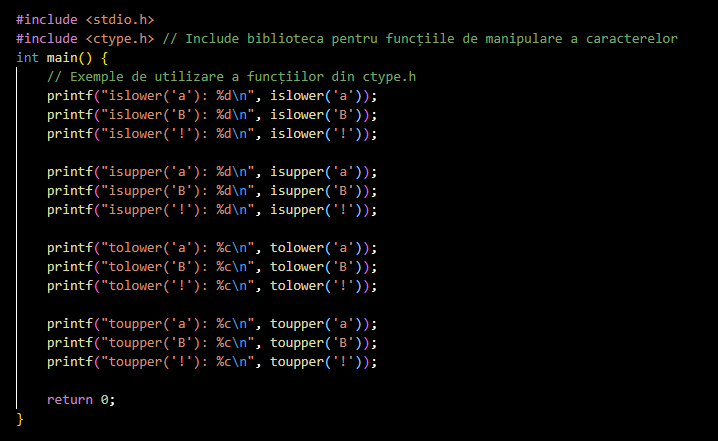 #include <stdio.h>
#include <ctype.h> // Include biblioteca pentru funcțiile de manipulare a caracterelor
int main() {
    // Exemple de utilizare a funcțiilor din ctype.h
    printf("islower('a'): %d\n", islower('a'));
    printf("islower('B'): %d\n", islower('B'));
    printf("islower('!'): %d\n", islower('!'));

    printf("isupper('a'): %d\n", isupper('a'));
    printf("isupper('B'): %d\n", isupper('B'));
    printf("isupper('!'): %d\n", isupper('!'));

    printf("tolower('a'): %c\n", tolower('a'));
    printf("tolower('B'): %c\n", tolower('B'));
    printf("tolower('!'): %c\n", tolower('!'));

    printf("toupper('a'): %c\n", toupper('a'));
    printf("toupper('B'): %c\n", toupper('B'));
    printf("toupper('!'): %c\n", toupper('!'));

    return 0;
}